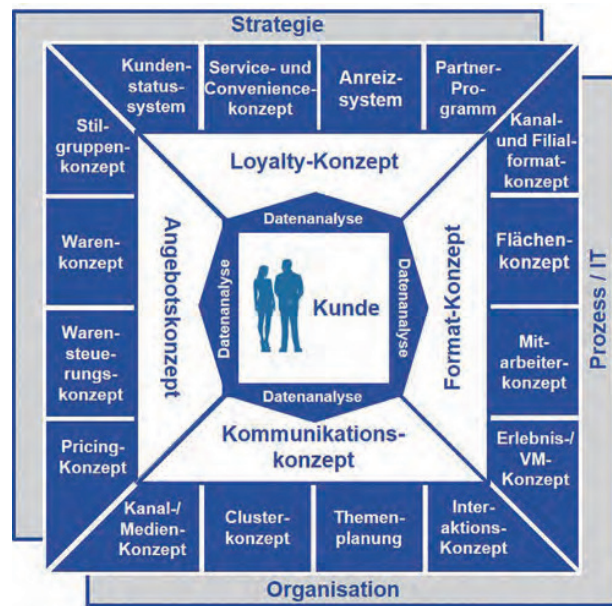 Strategie
Kunden-
status-
system
Service- und
Convenience-
konzept
Anreiz-
system
Partner-
Pro-
gramm
Stil-
gruppen-
konzept
Waren-
konzept
Waren-
steue-
rungs-
konzept
Pricing-
Konzept
Loyalty-Konzept
Angebotskonzept
Datenanalyse
Datenanalyse
Kunde
Datenanalyse
Datenanalyse
Format-Konzept
Kommunikations-
konzept
Kanal-
und Filial-
format-
konzept
Flächen-
konzept
Mit-
arbeiter-
konzept
Erlebnis-/
VM-
Konzept
Prozess / IT
Kanal-/
Medien-
Konzept
Cluster-
konzept
Themen-
planung
Inter-
aktions-
Konzept
Organisation